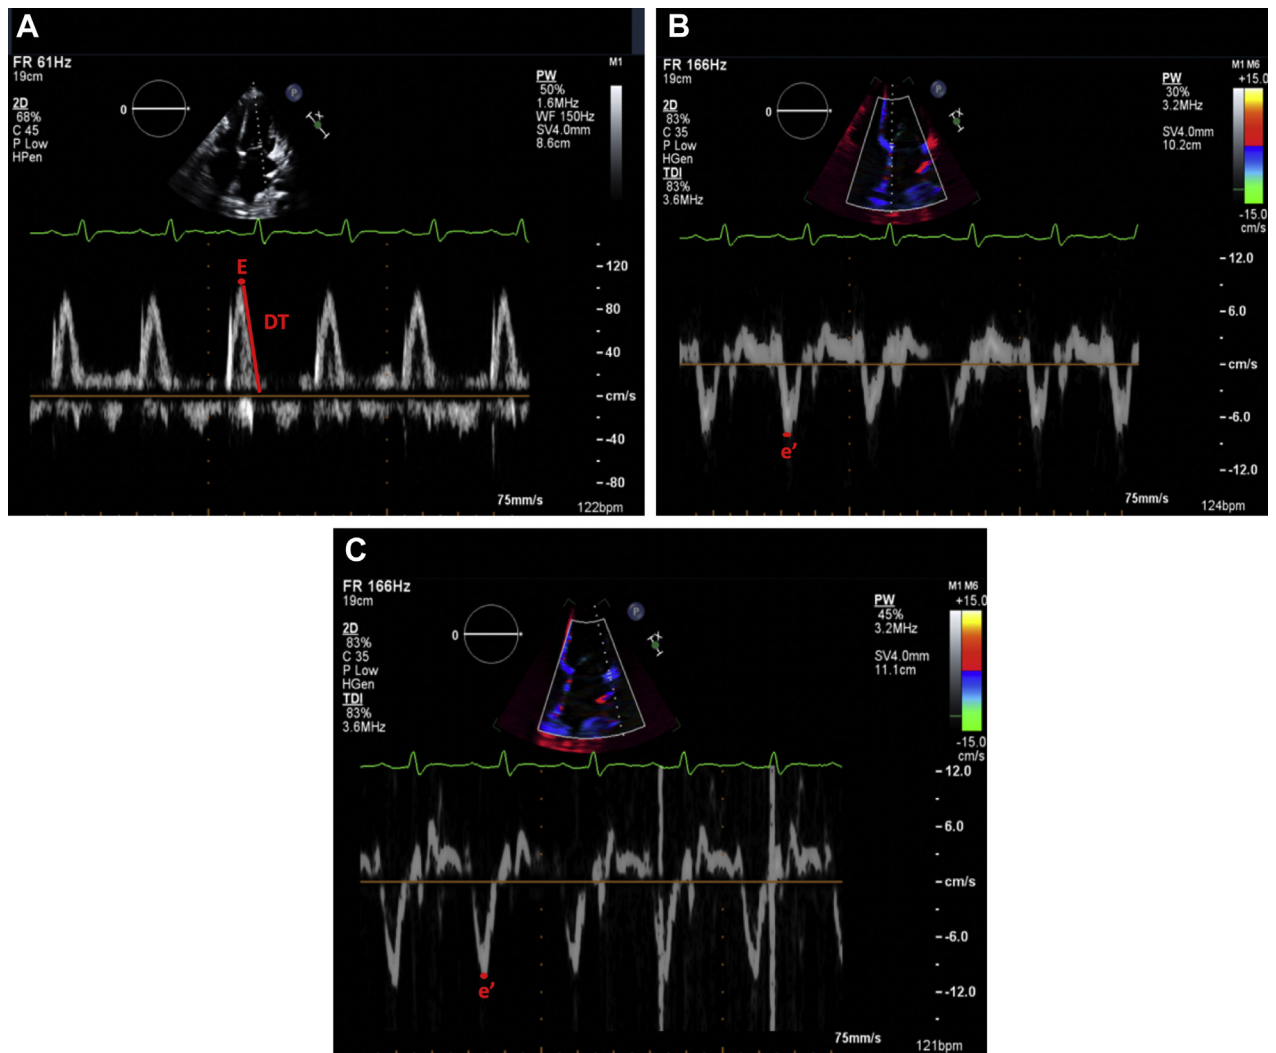 A
FR 61Hz
19cm
2D
68%
C 45
P Low
HPen
0
P
PW
50%
1.6MHz
WF 150Hz
SV4.0mm
8.6cm
M1
E
DT
120
80
40
cm/s
-40
-80
75mm/s
122bpm
B
FR 166Hz
19cm
2D
83%
C 35
P Low
HGen
TDI
83%
3.6MHz
0
P
PW
30%
3.2MHz
SV4.0mm
10.2cm
M1 M6
+15.0
-15.0
cm/s
12.0
6.0
cm/s
-6.0
-12.0
e’
75mm/s
124bpm
C
FR 166Hz
19cm
2D
83%
C 35
P Low
HGen
TDI
83%
3.6MHz
0
P
PW
45%
3.2MHz
SV4.0mm
11.1cm
M1 M6
+15.0
-15.0
cm/s
12.0
6.0
cm/s
-6.0
-12.0
e’
75mm/s
121bpm